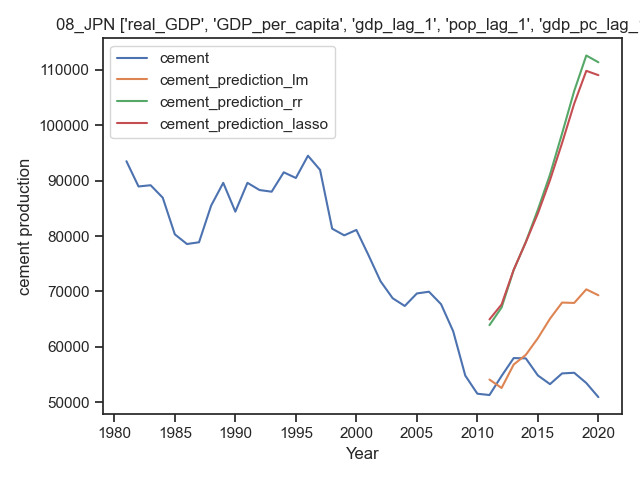 08_JPN ['real_GDP', 'GDP_per_capita', 'gdp_lag_1', 'pop_lag_1', 'gdp_pc_lag_
cement
cement_prediction_lm
cement_prediction_rr
cement_prediction_lasso
110000
100000
90000
80000
70000
60000
50000
cement production
1980 1985 1990 1995 2000 2005 2010 2015 2020
Year